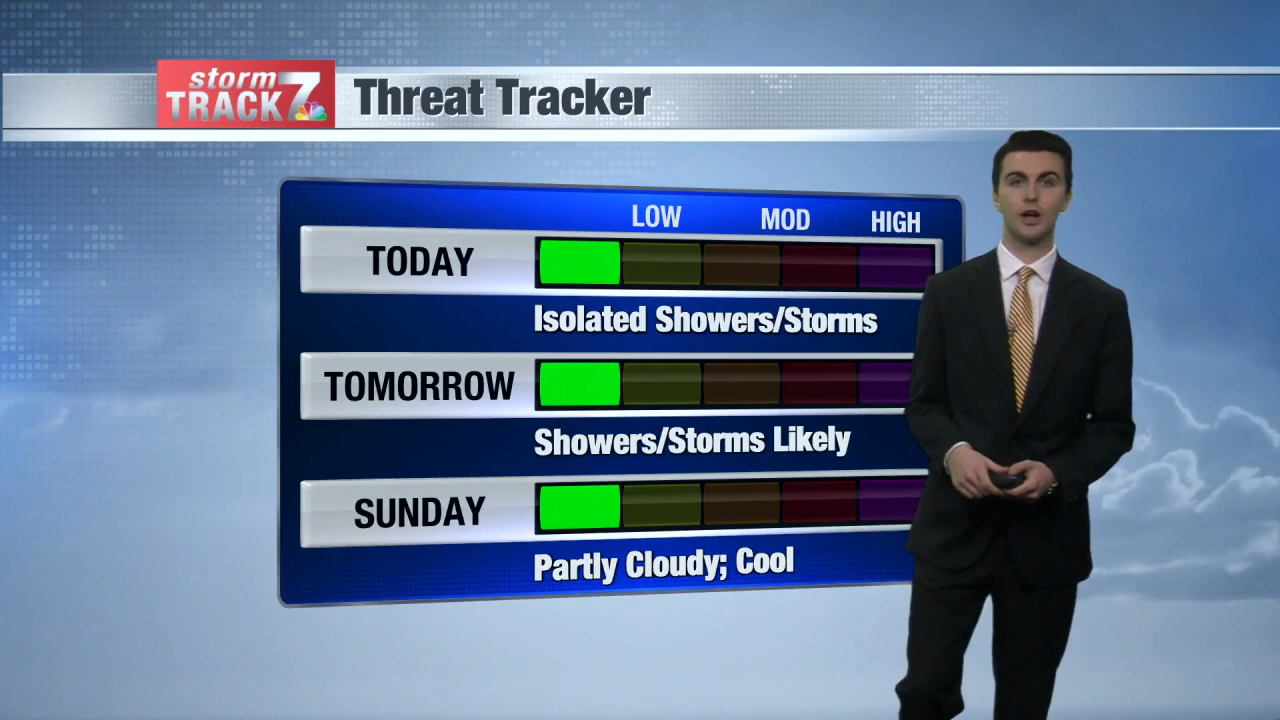 storm
TRACK 7
Threat Tracker
LOW MOD HIGH
TODAY
Isolated Showers/Storms
TOMORROW
Showers/Storms Likely
SUNDAY
Partly Cloudy; Cool